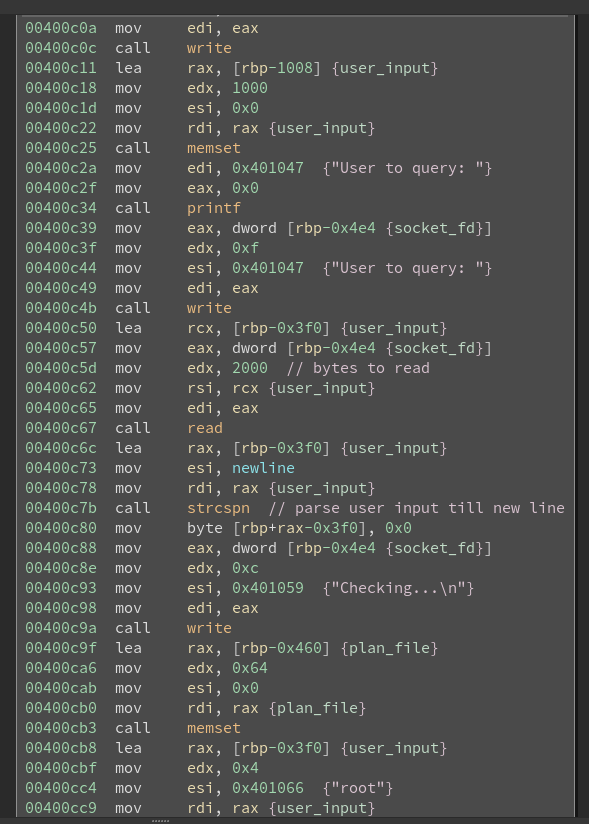 00400c0a mov edi, eax
00400c0c call write
00400c11 lea rax, [rbp-1008] {user_input}
00400c18 mov edx, 1000
00400c1d mov esi, 0x0
00400c22 mov rdi, rax {user_input}
00400c25 call memset
00400c2a mov edi, 0x401047 {"User to query: "}
00400c2f mov eax, 0x0
00400c34 call printf
00400c39 mov eax, dword [rbp-0x4e4 {socket_fd}]
00400c3f mov edx, 0xf
00400c44 mov esi, 0x401047 {"User to query: "}
00400c49 mov edi, eax
00400c4b call write
00400c50 lea rcx, [rbp-0x3f0] {user_input}
00400c57 mov eax, dword [rbp-0x4e4 {socket_fd}]
00400c5d mov edx, 2000 // bytes to read
00400c62 mov rsi, rcx {user_input}
00400c65 mov edi, eax
00400c67 call read
00400c6c lea rax, [rbp-0x3f0] {user_input}
00400c73 mov esi, newline
00400c78 mov rdi, rax {user_input}
00400c7b call strcspn // parse user input till new line
00400c80 mov byte [rbp+rax-0x3f0], 0x0
00400c88 mov eax, dword [rbp-0x4e4 {socket_fd}]
00400c8e mov edx, 0xc
00400c93 mov esi, 0x401059 {"Checking...\n"}
00400c98 mov edi, eax
00400c9a call write
00400c9f lea rax, [rbp-0x460] {plan_file}
00400ca6 mov edx, 0x64
00400cab mov esi, 0x0
00400cb0 mov rdi, rax {plan_file}
00400cb3 call memset
00400cb8 lea rax, [rbp-0x3f0] {user_input}
00400cbf mov edx, 0x4
00400cc4 mov esi, 0x401066 {"root"}
00400cc9 mov rdi, rax {user_input}